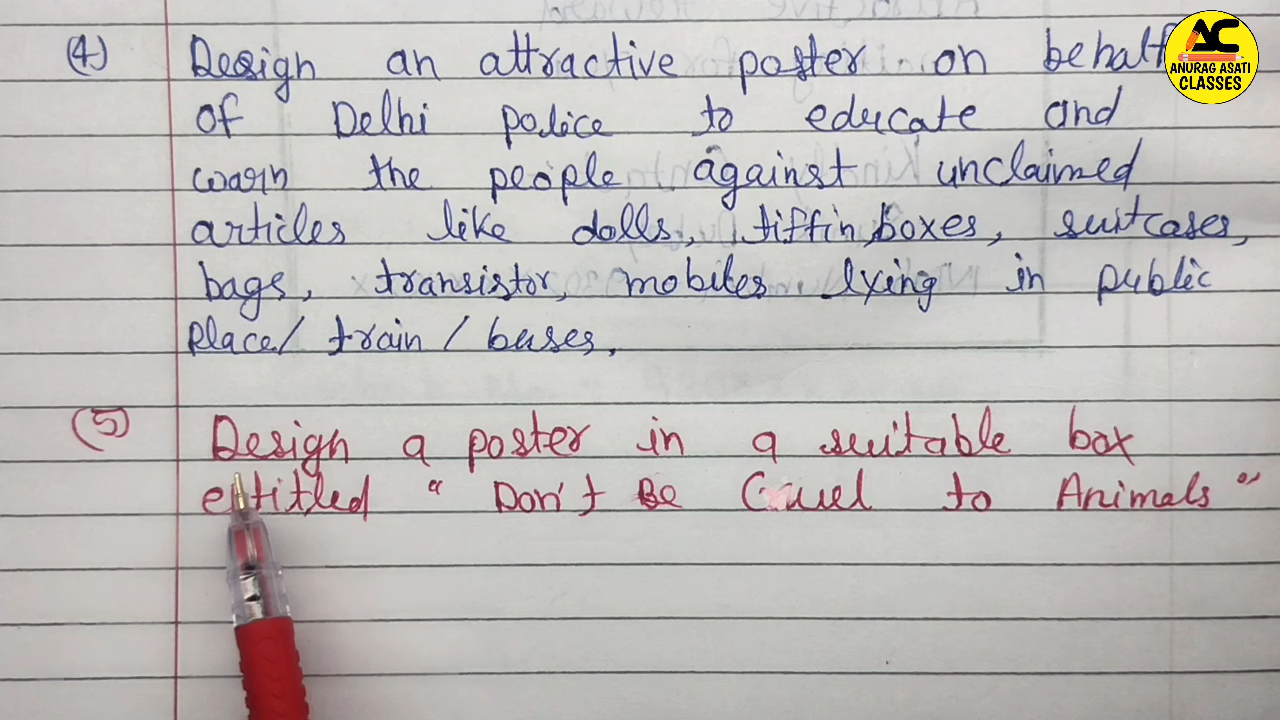 (4) Design an attractive poster on behalf
of Delhi police to educate and
warn the people against unclaimed
articles like dolls, tiffin boxes, suitcases,
bags, transistor, mobiles lying in public
place/ train / buses.
(5) Design a poster in a suitable box
entitled "Don't Be Cruel to Animals"
AC
ANURAG ASATI
CLASSES